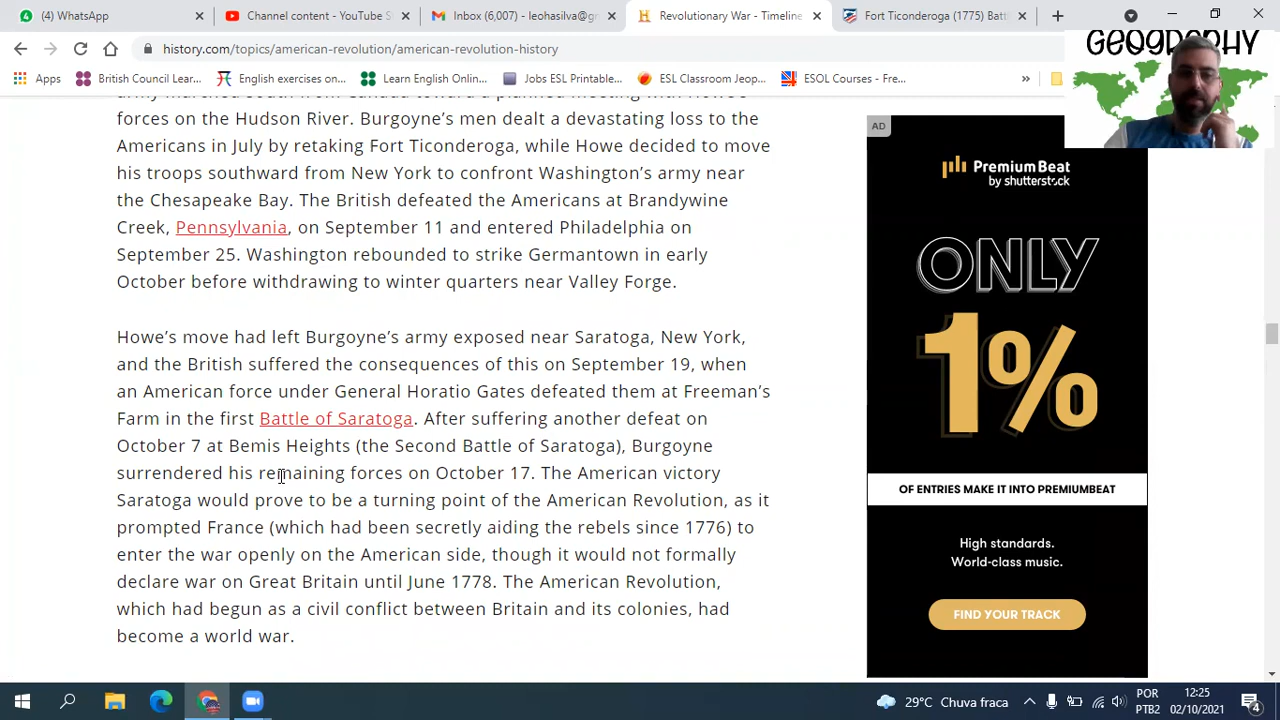 (4) WhatsApp
Channel content - YouTube S
Inbox (6,007) - leohasilva@gr
Revolutionary War - Timeline
Fort Ticonderoga (1775) Batt
history.com/topics/american-revolution/american-revolution-history
GEOGRAPHY
Apps
British Council Lear...
English exercises on...
Learn English Online...
Jobs ESL Printable...
ESL Classroom Jeop...
ESOL Courses - Fre...
»
army marched south from Canada toward a planned meeting with Howe's
forces on the Hudson River. Burgoyne's men dealt a devastating loss to the
Americans in July by retaking Fort Ticonderoga, while Howe decided to move
his troops southward from New York to confront Washington's army near
the Chesapeake Bay. The British defeated the Americans at Brandywine
Creek, Pennsylvania, on September 11 and entered Philadelphia on
September 25. Washington rebounded to strike Germantown in early
October before withdrawing to winter quarters near Valley Forge.
Howe's move had left Burgoyne's army exposed near Saratoga, New York,
and the British suffered the consequences of this on September 19, when
an American force under General Horatio Gates defeated them at Freeman's
Farm in the first Battle of Saratoga. After suffering another defeat on
October 7 at Bemis Heights (the Second Battle of Saratoga), Burgoyne
surrendered his remaining forces on October 17. The American victory
Saratoga would prove to be a turning point of the American Revolution, as it
prompted France (which had been secretly aiding the rebels since 1776) to
enter the war openly on the American side, though it would not formally
declare war on Great Britain until June 1778. The American Revolution,
which had begun as a civil conflict between Britain and its colonies, had
become a world war.
AD
PremiumBeat
by shutterstock
ONLY
1%
OF ENTRIES MAKE IT INTO PREMIUMBEAT
High standards.
World-class music.
FIND YOUR TRACK
29°C Chuva fraca
POR
PTB2
12:25
02/10/2021
4